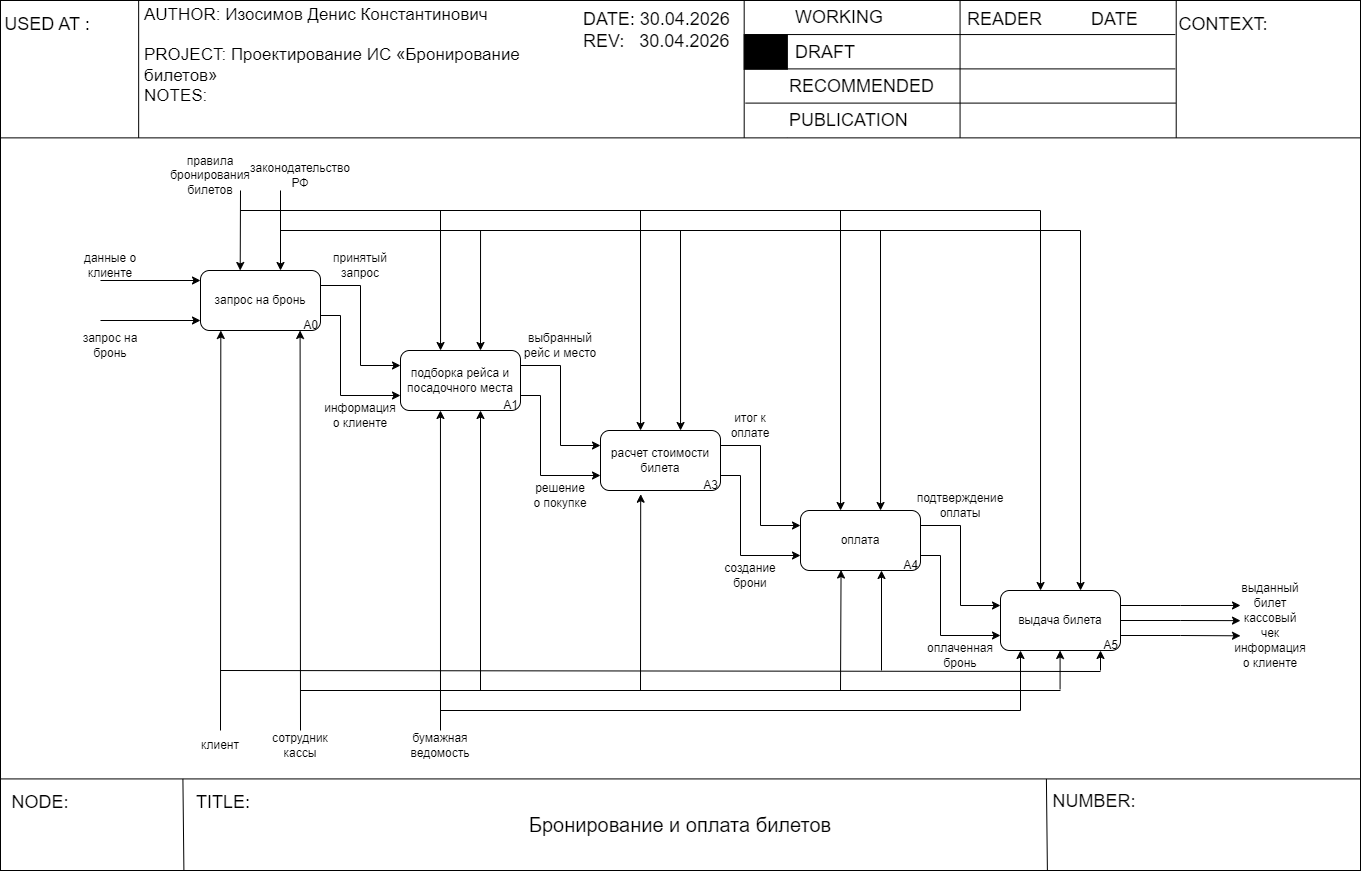 USED AT :
AUTHOR: Изосимов Денис Константинович
PROJECT: Проектирование ИС «Бронирование
билетов»
NOTES:
DATE: 30.04.2026
REV: 30.04.2026
WORKING
DRAFT
RECOMMENDED
PUBLICATION
READER DATE
CONTEXT:
правила
бронирования
билетов
законодательство
РФ
данные о
клиенте
запрос на
бронь
запрос на бронь
A0
принятый
запрос
информация
о клиенте
подборка рейса и
посадочного места
A1
выбранный
рейс и место
решение
о покупке
расчет стоимости
билета
A3
итог к
оплате
создание
брони
оплата
A4
подтверждение
оплаты
оплаченная
бронь
выдача билета
A5
выданный
билет
кассовый
чек
информация
о клиенте
клиент
сотрудник
кассы
бумажная
ведомость
NODE:
TITLE:
Бронирование и оплата билетов
NUMBER: